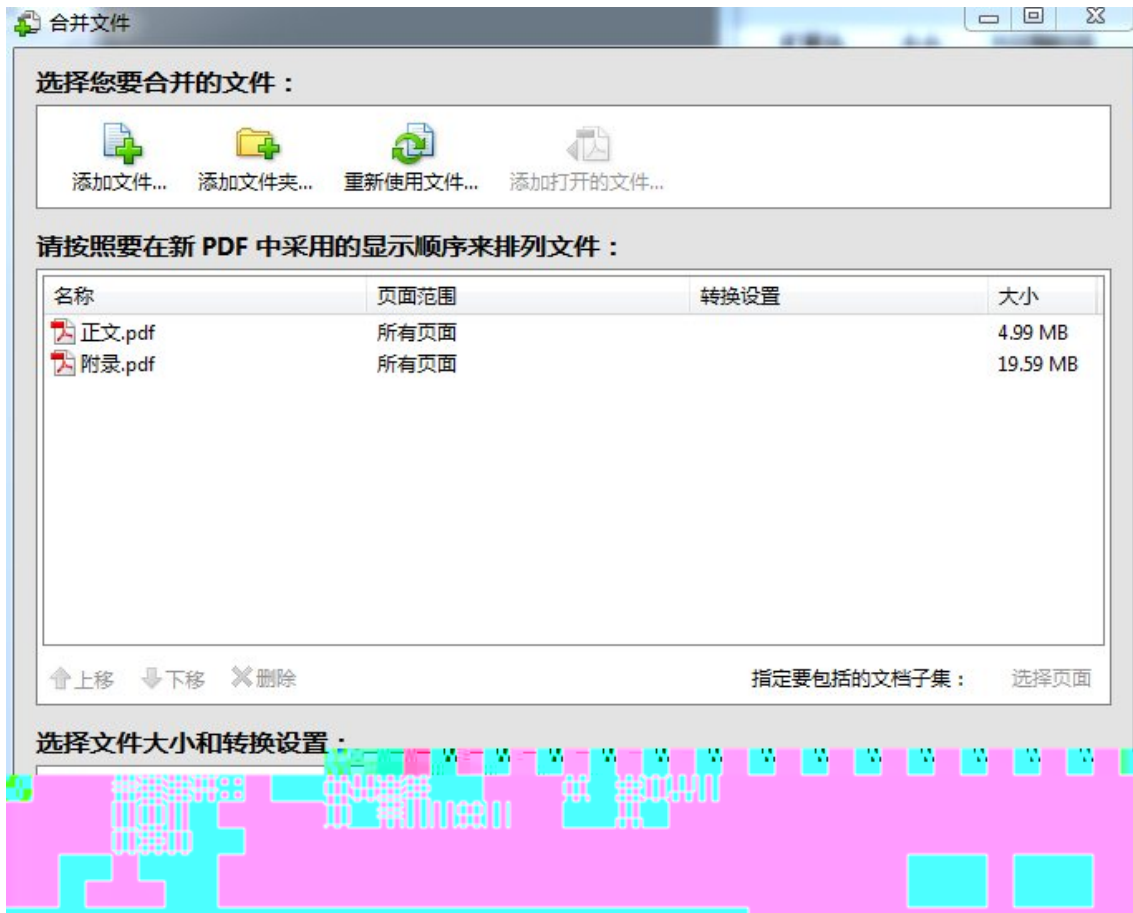 合并文件
选择您要合并的文件：
添加文件... 添加文件夹... 重新使用文件... 添加打开的文件...
请按照要在新 PDF 中采用的显示顺序来排列文件：
名称 页面范围 转换设置 大小
正文.pdf 所有页面 4.99 MB
附录.pdf 所有页面 19.59 MB
上移 下移 删除 指定要包括的文档子集： 选择页面
选择文件大小和转换设置：